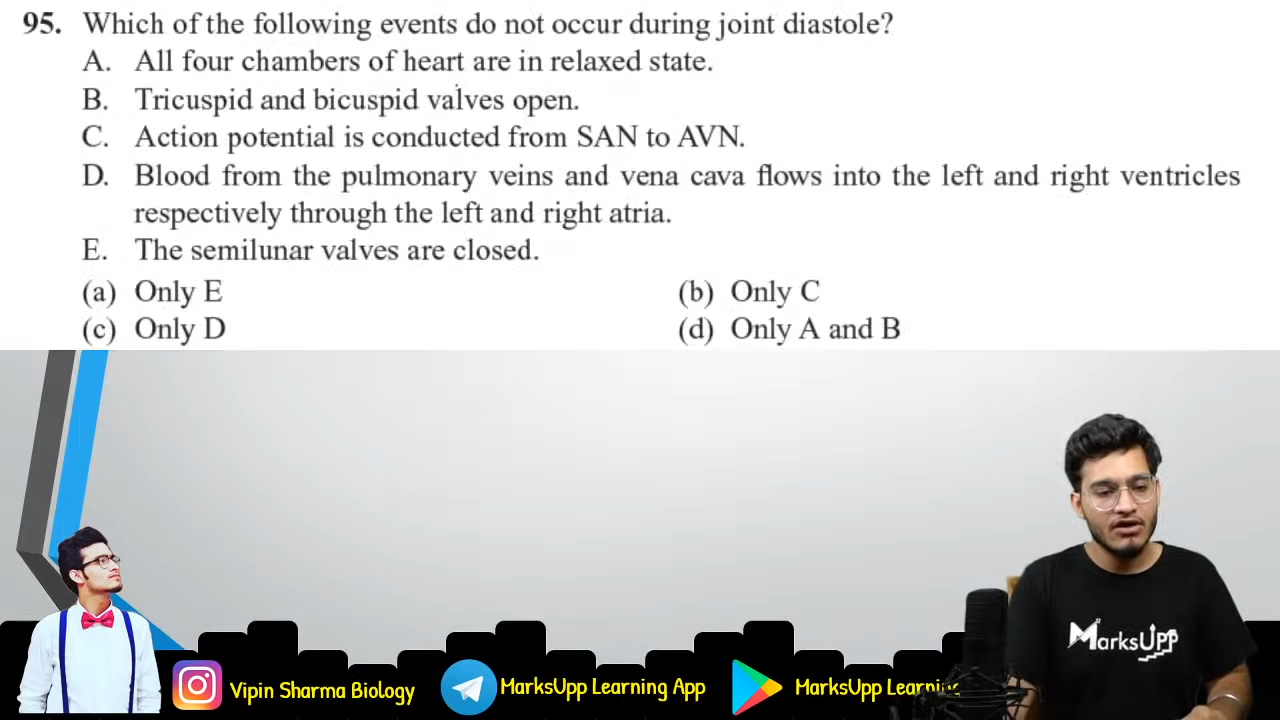 95. Which of the following events do not occur during joint diastole?
A. All four chambers of heart are in relaxed state.
B. Tricuspid and bicuspid valves open.
C. Action potential is conducted from SAN to AVN.
D. Blood from the pulmonary veins and vena cava flows into the left and right ventricles
respectively through the left and right atria.
E. The semilunar valves are closed.
(a) Only E (b) Only C
(c) Only D (d) Only A and B
MarksUpp
Vipin Sharma Biology MarksUpp Learning App MarksUpp